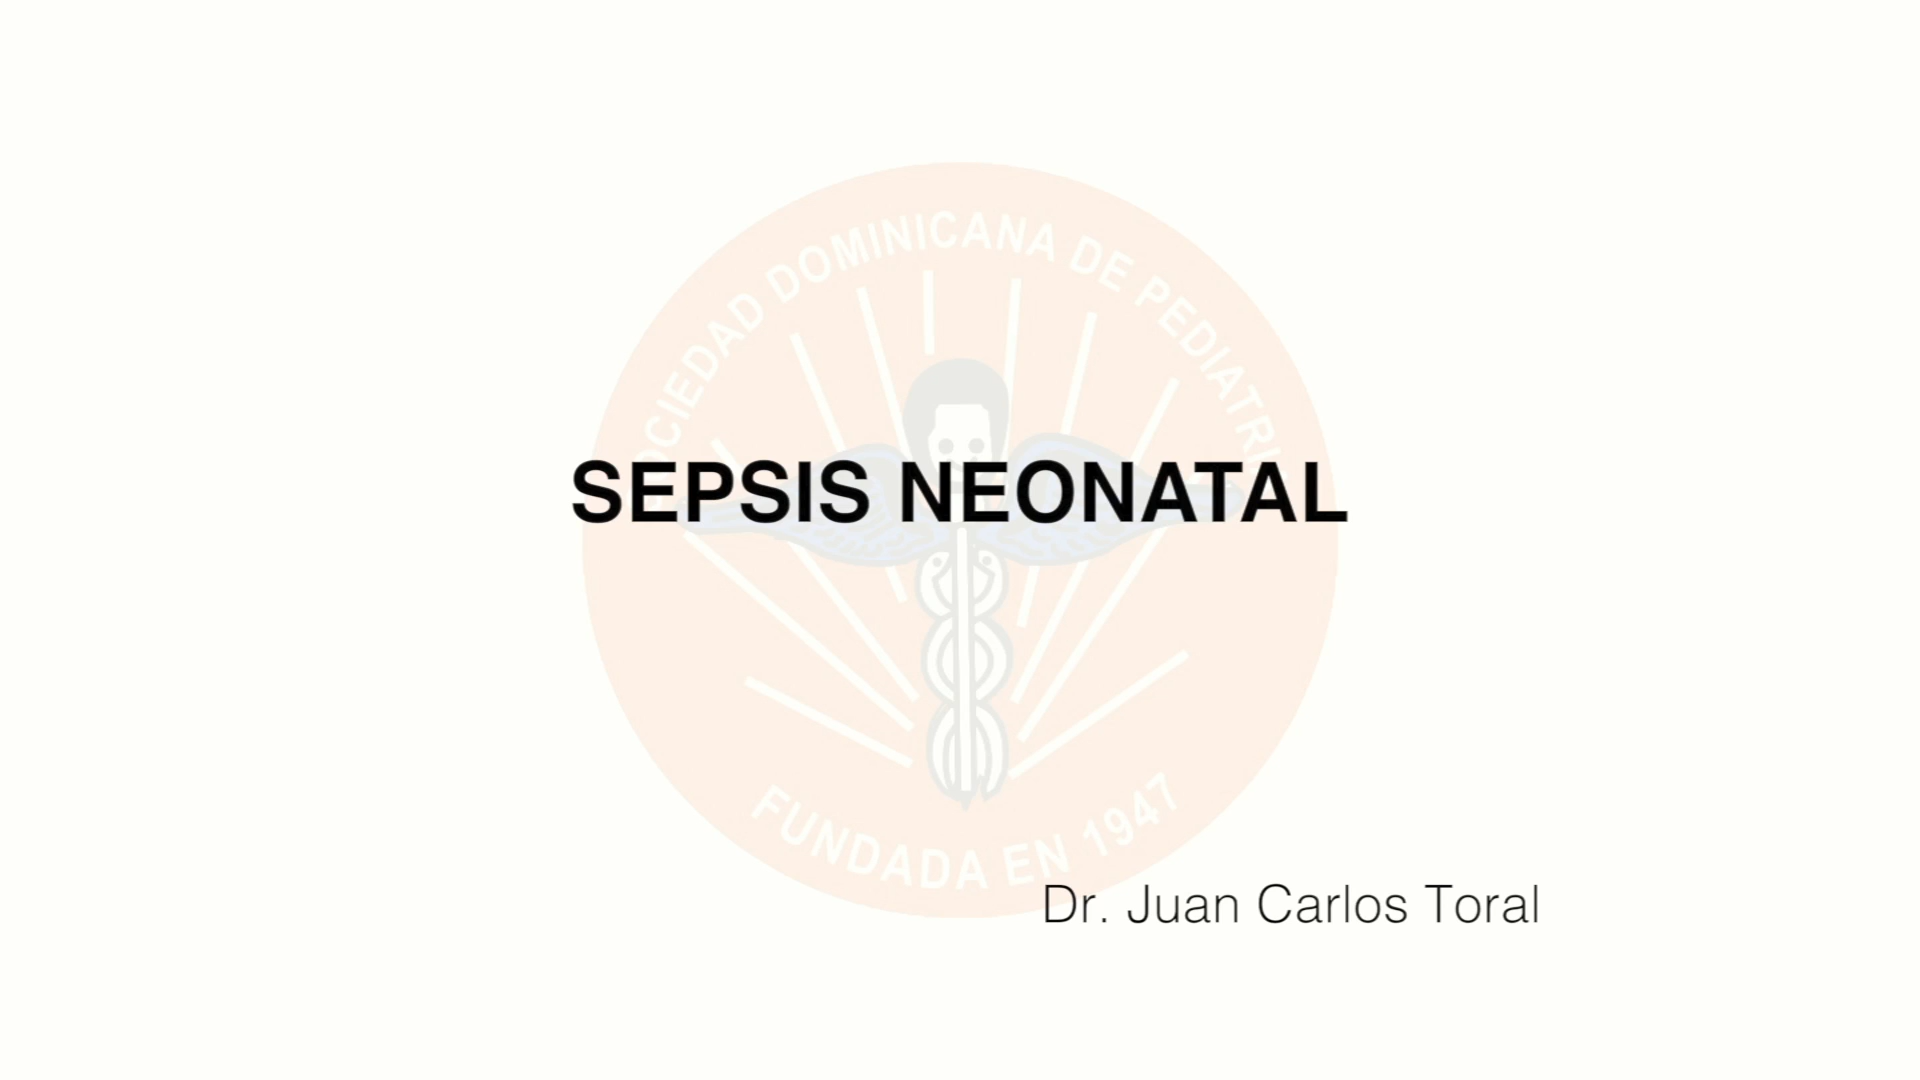 SOCIEDAD DOMINICANA DE PEDIATRIA
SEPSIS NEONATAL
FUNDADA EN 1947
Dr. Juan Carlos Toral